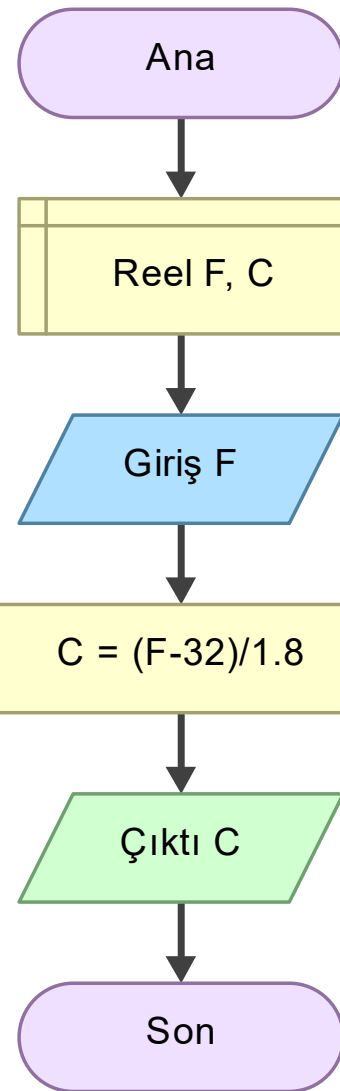 Ana
Reel F, C
Giriş F
C = (F-32)/1.8
Çıktı C
Son